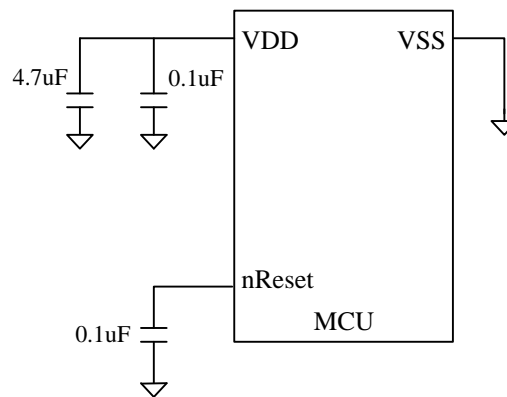 VDD
VSS
4.7uF
0.1uF
nReset
0.1uF
MCU